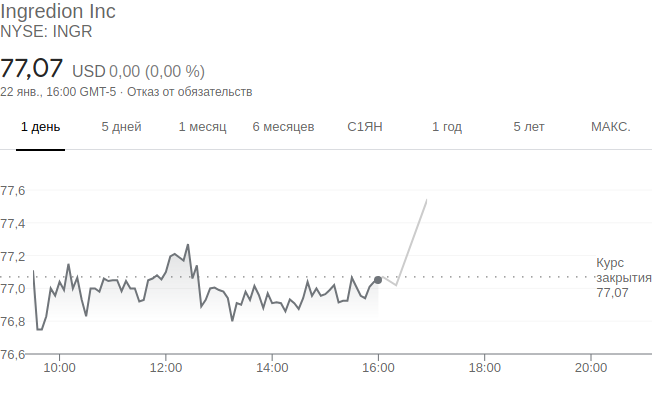 Ingredion Inc
NYSE: INGR
77,07 USD 0,00 (0,00 %)
22 янв., 16:00 GMT-5 · Отказ от обязательств
1 день 5 дней 1 месяц 6 месяцев С1ЯН 1 год 5 лет МАКС.
77,6
77,4
77,2
77,0
76,8
76,6
Курс
закрытия
77,07
10:00 12:00 14:00 16:00 18:00 20:00